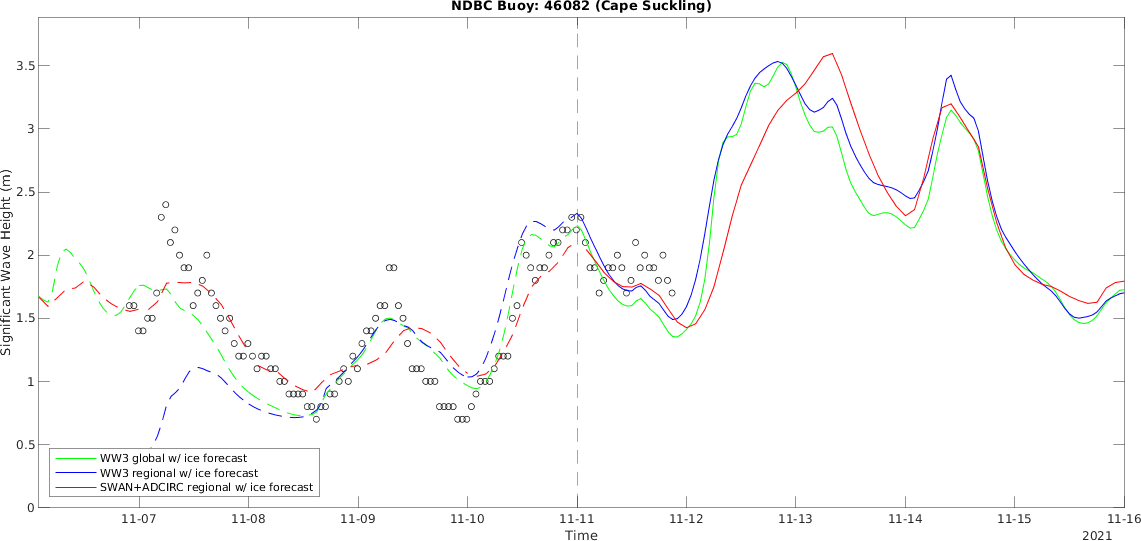 NDBC Buoy: 46082 (Cape Suckling)
3.5
3
2.5
2
1.5
1
0.5
0
Significant Wave Height (m)
WW3 global w/ ice forecast
WW3 regional w/ ice forecast
SWAN+ADCIRC regional w/ ice forecast
11-07 11-08 11-09 11-10 11-11 11-12 11-13 11-14 11-15 11-16
Time
2021